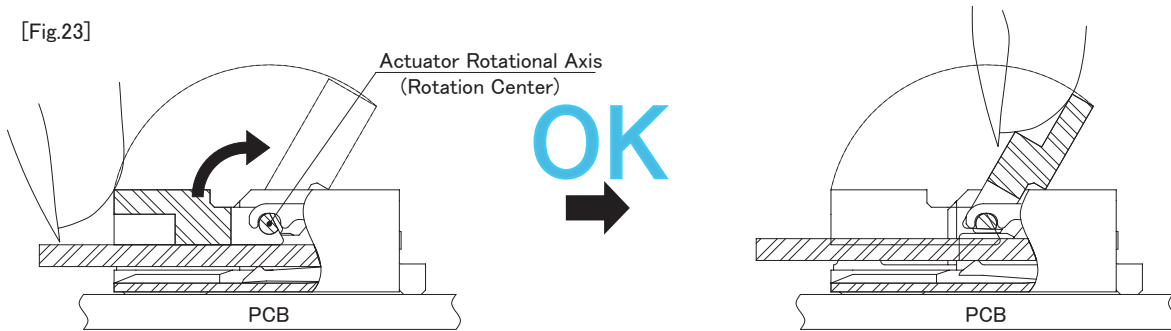 [Fig.23]
Actuator Rotational Axis
(Rotation Center)
OK
PCB
PCB